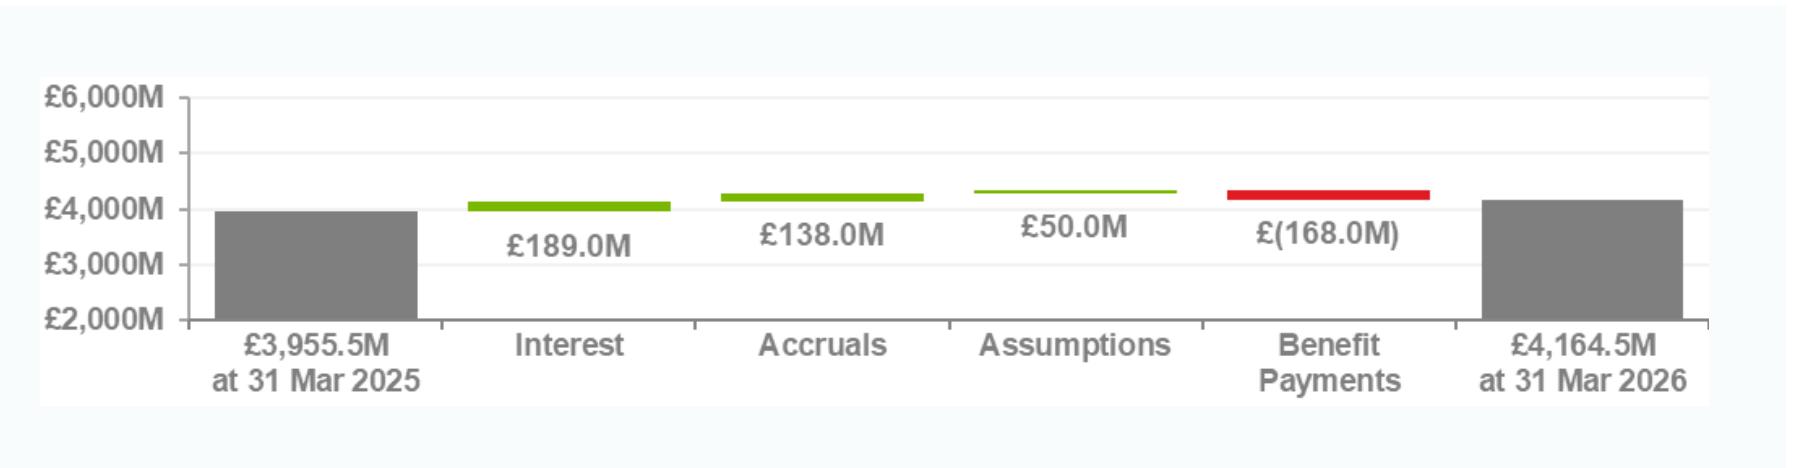 £6,000M
£5,000M
£4,000M
£3,000M
£2,000M
£189.0M
£138.0M
£50.0M
£(168.0M)
£3,955.5M
at 31 Mar 2025
Interest
Accruals
Assumptions
Benefit
Payments
£4,164.5M
at 31 Mar 2026